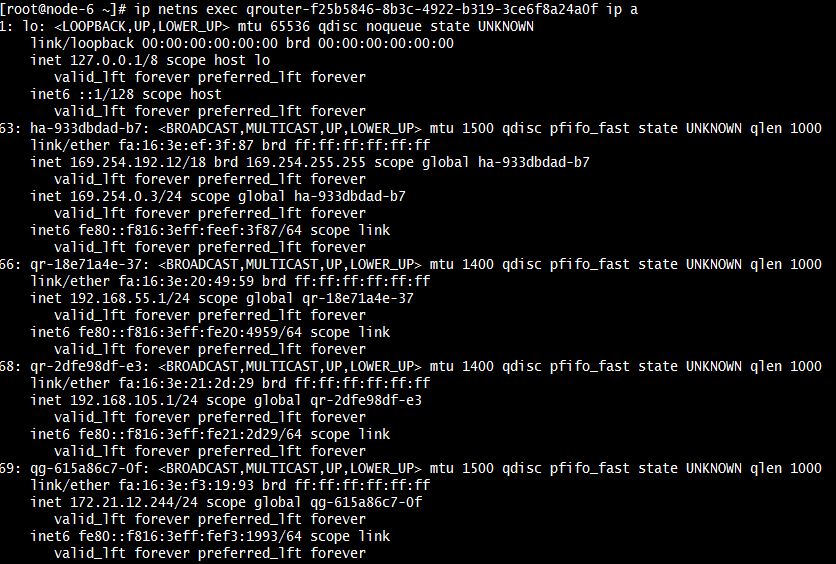 [root@node-6 ~]# ip netns exec qrouter-f25b5846-8b3c-4922-b319-3ce6f8a24a0f ip a
1: lo: <LOOPBACK,UP,LOWER_UP> mtu 65536 qdisc noqueue state UNKNOWN
    link/loopback 00:00:00:00:00:00 brd 00:00:00:00:00:00
    inet 127.0.0.1/8 scope host lo
       valid_lft forever preferred_lft forever
    inet6 ::1/128 scope host
       valid_lft forever preferred_lft forever
63: ha-933dbdad-b7: <BROADCAST,MULTICAST,UP,LOWER_UP> mtu 1500 qdisc pfifo_fast state UNKNOWN qlen 1000
    link/ether fa:16:3e:ef:3f:87 brd ff:ff:ff:ff:ff:ff
    inet 169.254.192.12/18 brd 169.254.255.255 scope global ha-933dbdad-b7
       valid_lft forever preferred_lft forever
    inet 169.254.0.3/24 scope global ha-933dbdad-b7
       valid_lft forever preferred_lft forever
    inet6 fe80::f816:3eff:feef:3f87/64 scope link
       valid_lft forever preferred_lft forever
66: qr-18e71a4e-37: <BROADCAST,MULTICAST,UP,LOWER_UP> mtu 1400 qdisc pfifo_fast state UNKNOWN qlen 1000
    link/ether fa:16:3e:20:49:59 brd ff:ff:ff:ff:ff:ff
    inet 192.168.55.1/24 scope global qr-18e71a4e-37
       valid_lft forever preferred_lft forever
    inet6 fe80::f816:3eff:fe20:4959/64 scope link
       valid_lft forever preferred_lft forever
68: qr-2dfe98df-e3: <BROADCAST,MULTICAST,UP,LOWER_UP> mtu 1400 qdisc pfifo_fast state UNKNOWN qlen 1000
    link/ether fa:16:3e:21:2d:29 brd ff:ff:ff:ff:ff:ff
    inet 192.168.105.1/24 scope global qr-2dfe98df-e3
       valid_lft forever preferred_lft forever
    inet6 fe80::f816:3eff:fe21:2d29/64 scope link
       valid_lft forever preferred_lft forever
69: qg-615a86c7-0f: <BROADCAST,MULTICAST,UP,LOWER_UP> mtu 1500 qdisc pfifo_fast state UNKNOWN qlen 1000
    link/ether fa:16:3e:f3:19:93 brd ff:ff:ff:ff:ff:ff
    inet 172.21.12.244/24 scope global qg-615a86c7-0f
       valid_lft forever preferred_lft forever
    inet6 fe80::f816:3eff:fef3:1993/64 scope link
       valid_lft forever preferred_lft forever